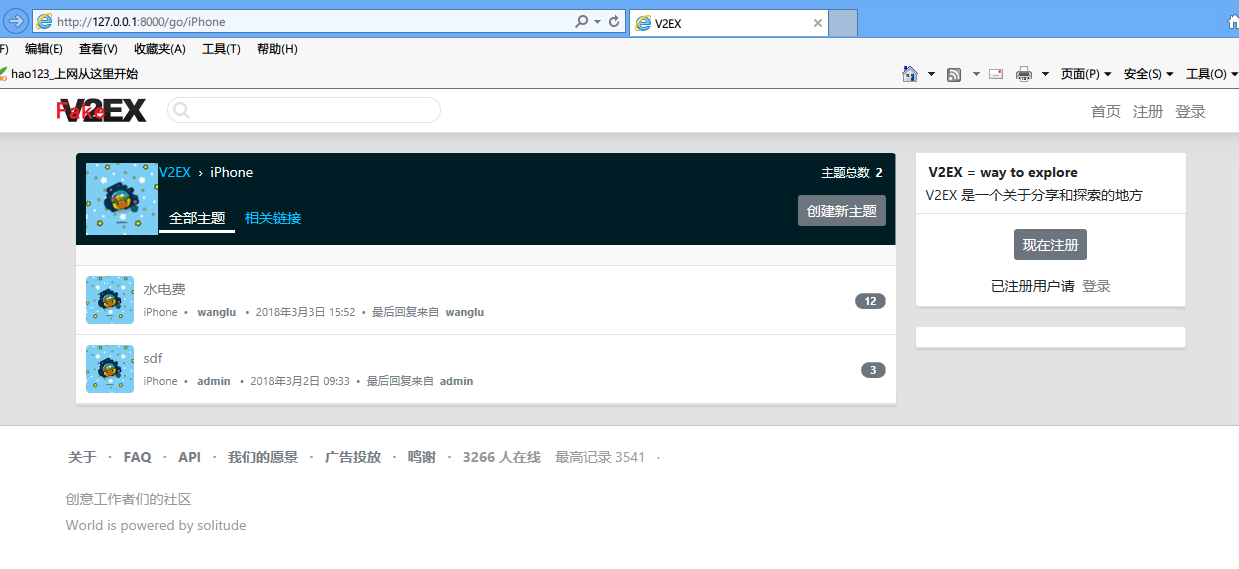 http://127.0.0.1:8000/go/iPhone
V2EX
F) 编辑(E) 查看(V) 收藏夹(A) 工具(T) 帮助(H)
hao123_上网从这里开始
页面(P) 安全(S) 工具(O)
V2EX
Fake
首页 注册 登录
V2EX › iPhone
主题总数 2
全部主题 相关链接
创建新主题
水电费
iPhone • wanglu • 2018年3月3日 15:52 • 最后回复来自 wanglu
12
sdf
iPhone • admin • 2018年3月2日 09:33 • 最后回复来自 admin
3
V2EX = way to explore
V2EX 是一个关于分享和探索的地方
现在注册
已注册用户请 登录
关于 · FAQ · API · 我们的愿景 · 广告投放 · 鸣谢 · 3266 人在线 最高记录 3541 ·
创意工作者们的社区
World is powered by solitude